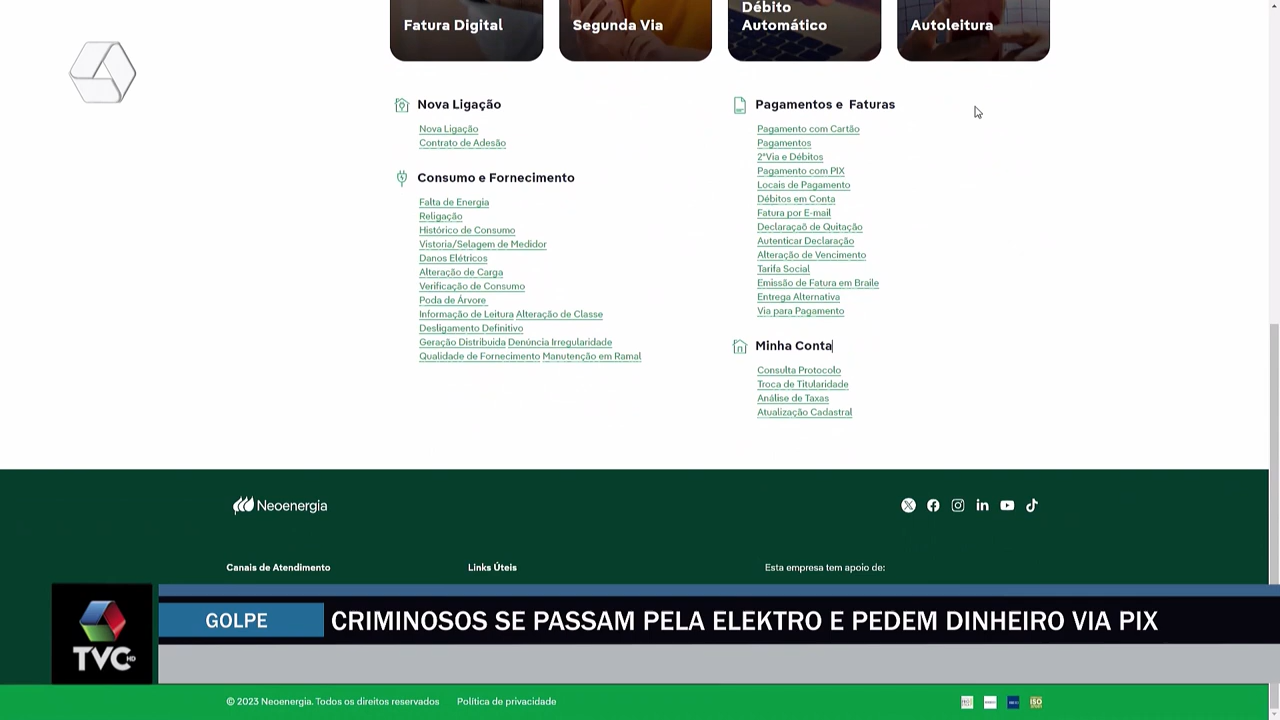 Fatura Digital
Segunda Via
Débito
Automático
Autoleitura
Nova Ligação
Nova Ligação
Contrato de Adesão
Consumo e Fornecimento
Falta de Energia
Religação
Histórico de Consumo
Vistoria/Selagem de Medidor
Danos Elétricos
Alteração de Carga
Verificação de Consumo
Poda de Árvore
Informação de Leitura Alteração de Classe
Desligamento Definitivo
Geração Distribuida Denúncia Irregularidade
Qualidade de Fornecimento Manutenção em Ramal
Pagamentos e Faturas
Pagamento com Cartão
Pagamentos
2ªVia e Débitos
Pagamento com PIX
Locais de Pagamento
Débitos em Conta
Fatura por E-mail
Declaraçaõ de Quitação
Autenticar Declaração
Alteração de Vencimento
Tarifa Social
Emissão de Fatura em Braile
Entrega Alternativa
Via para Pagamento
Minha Conta
Consulta Protocolo
Troca de Titularidade
Análise de Taxas
Atualização Cadastral
Neoenergia
Canais de Atendimento
Links Úteis
Esta empresa tem apoio de:
GOLPE
CRIMINOSOS SE PASSAM PELA ELEKTRO E PEDEM DINHEIRO VIA PIX
TVC HD
© 2023 Neoenergia. Todos os direitos reservados
Política de privacidade
ISO